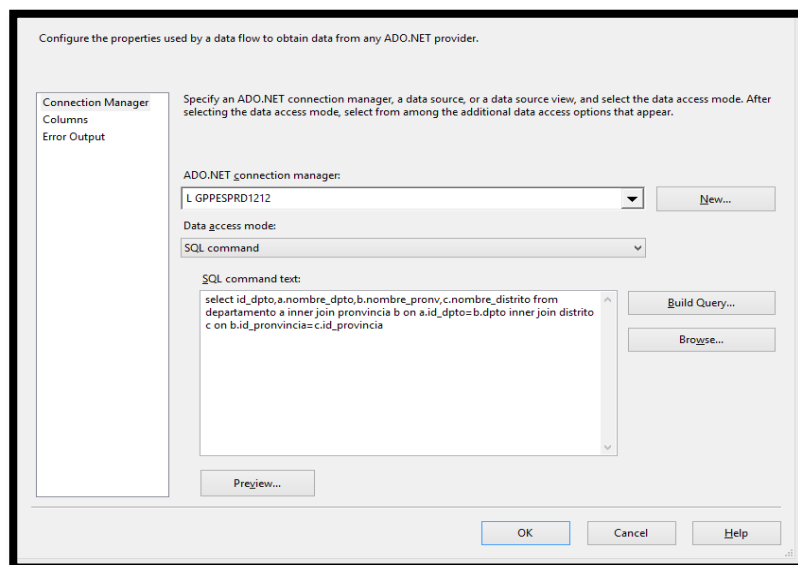 Configure the properties used by a data flow to obtain data from any ADO.NET provider.
Connection Manager
Columns
Error Output
Specify an ADO.NET connection manager, a data source, or a data source view, and select the data access mode. After
selecting the data access mode, select from among the additional data access options that appear.
ADO.NET connection manager:
L GPPESPRD1212
New...
Data access mode:
SQL command
SQL command text:
select id_dpto,a.nombre_dpto,b.nombre_pronv,c.nombre_distrito from
departamento a inner join pronvincia b on a.id_dpto=b.dpto inner join distrito
c on b.id_pronvincia=c.id_provincia
Build Query...
Browse...
Preview...
OK
Cancel
Help